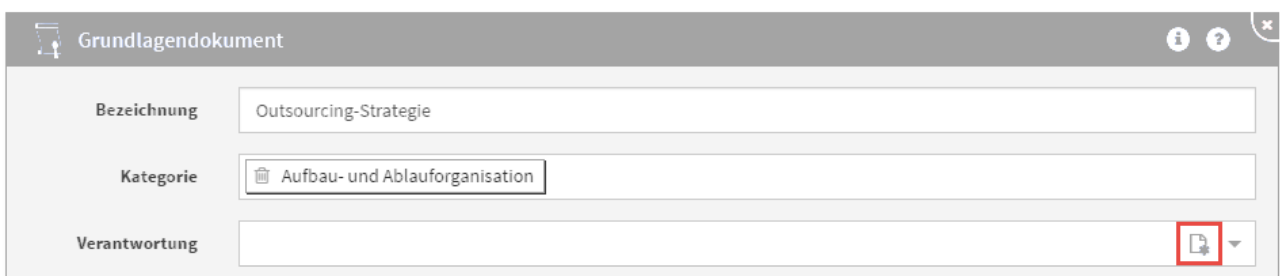 Grundlagendokument
Bezeichnung Outsourcing-Strategie
Kategorie Aufbau- und Ablauforganisation
Verantwortung